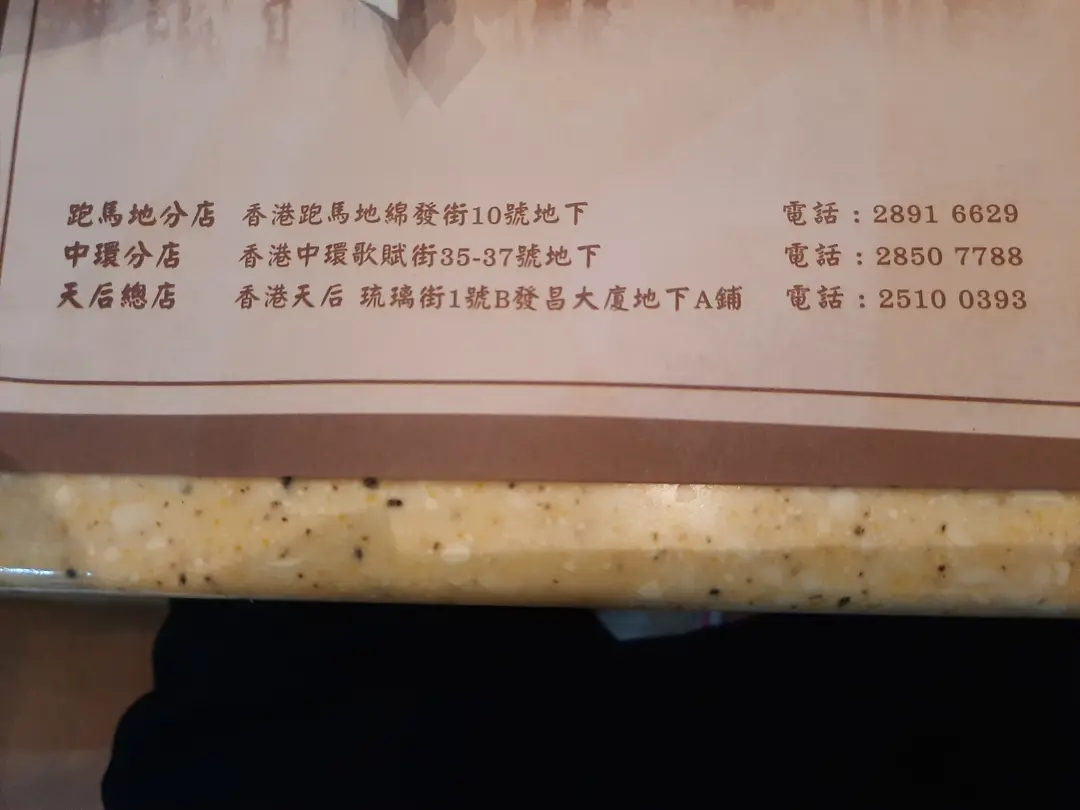 跑馬地分店 香港跑馬地綿發街10號地下 電話：2891 6629
中環分店 香港中環歌賦街35-37號地下 電話：2850 7788
天后總店 香港天后 琉璃街1號B發昌大廈地下A鋪 電話：2510 0393